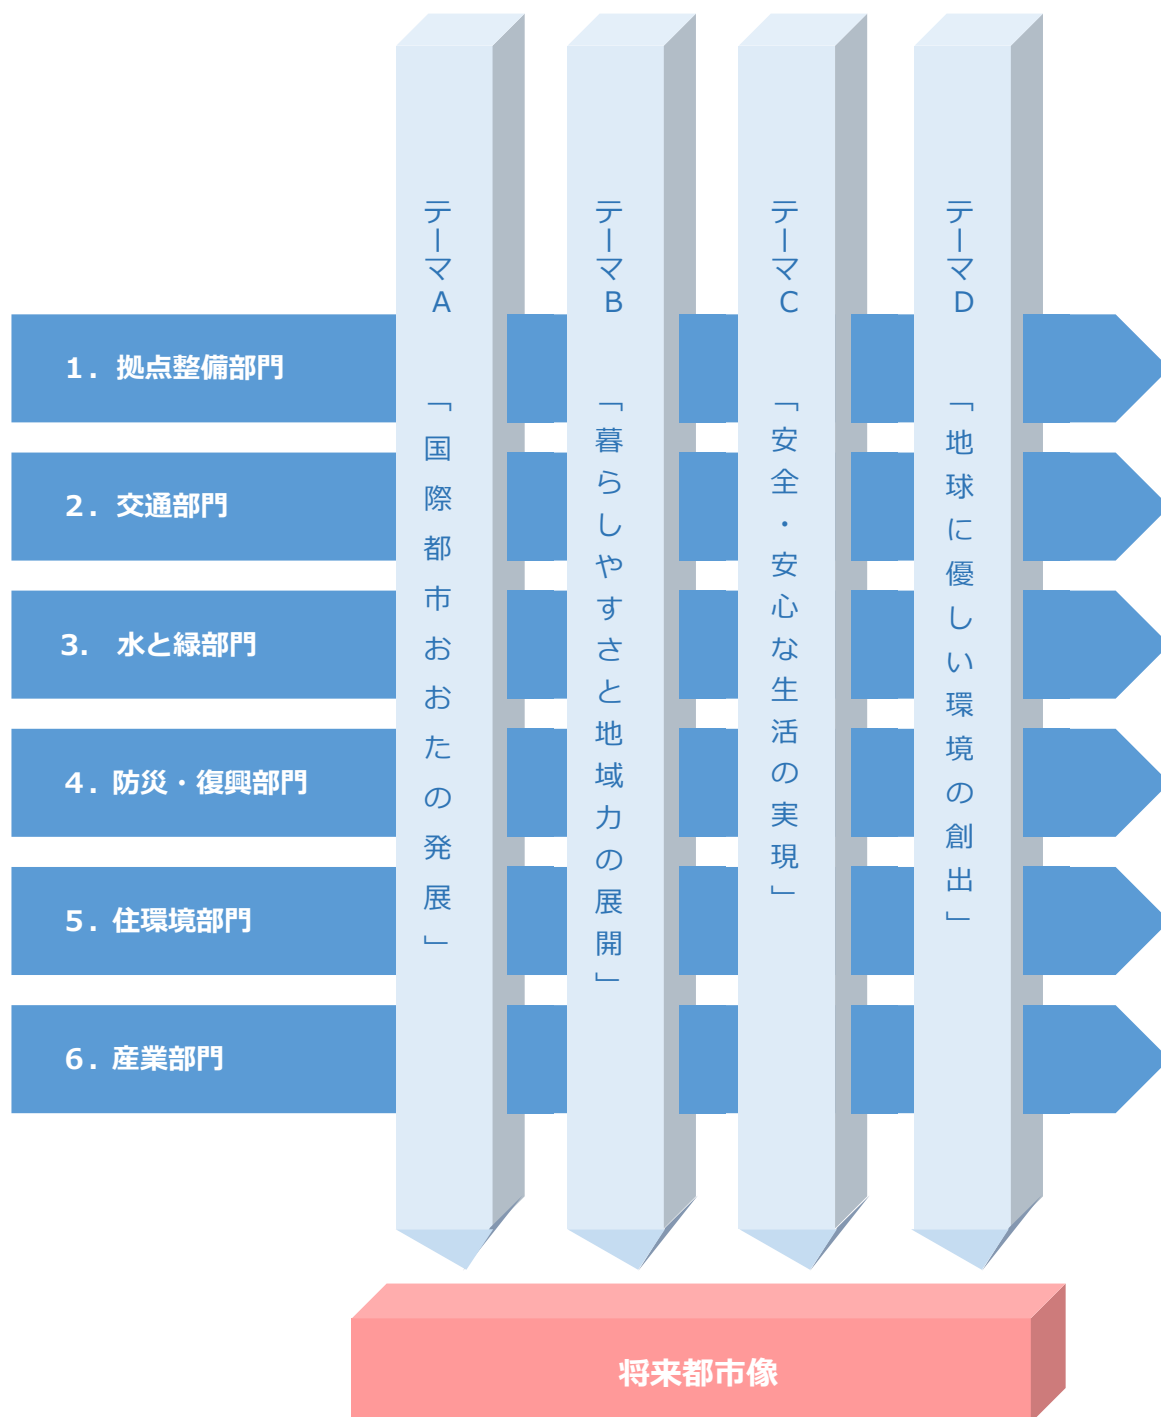 テーマA 「国際都市おおたの発展」
テーマB 「暮らしやすさと地域力の展開」
テーマC 「安全・安心な生活の実現」
テーマD 「地球に優しい環境の創出」
１．拠点整備部門
２．交通部門
3. 水と緑部門
４．防災・復興部門
５．住環境部門
６．産業部門
将来都市像